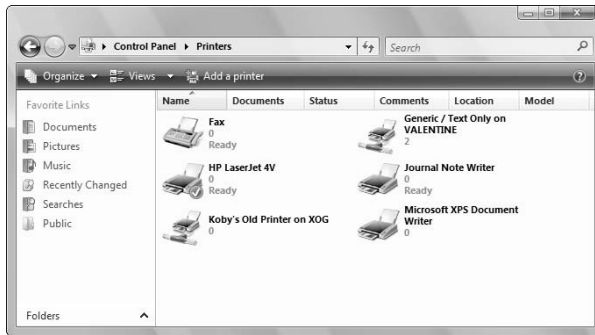 Control Panel Printers
Search
Organize Views Add a printer
Favorite Links
Documents
Pictures
Music
Recently Changed
Searches
Public
Folders
Name Documents Status Comments Location Model
Fax
0
Ready
Generic / Text Only on
VALENTINE
2
HP LaserJet 4V
0
Ready
Journal Note Writer
0
Ready
Koby's Old Printer on XOG
0
Microsoft XPS Document
Writer
0